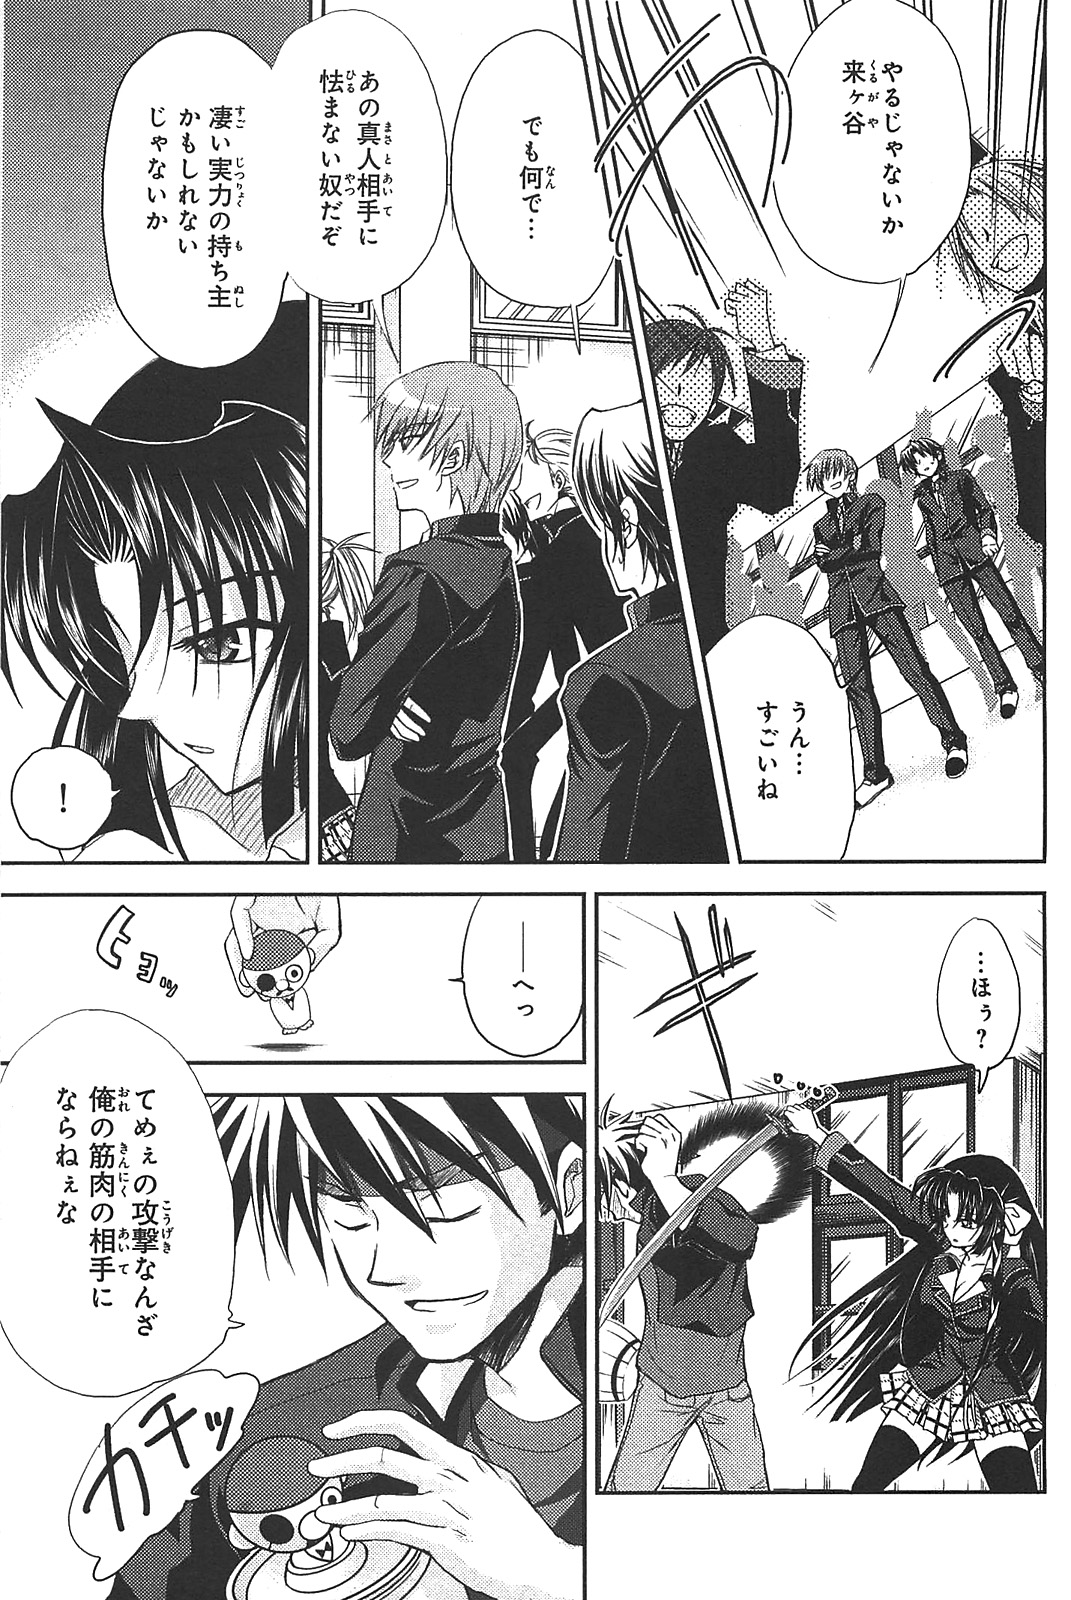 やるじゃないか
来ヶ谷
うん…
すごいね
でも何で…
あの真人相手に
怯まない奴だぞ
凄い実力の持ち主
かもしれない
じゃないか
！
…ほぅ？
ギ
――へっ
ヒョッ
てめぇの攻撃なんざ
俺の筋肉の相手に
ならねぇな
カチッ